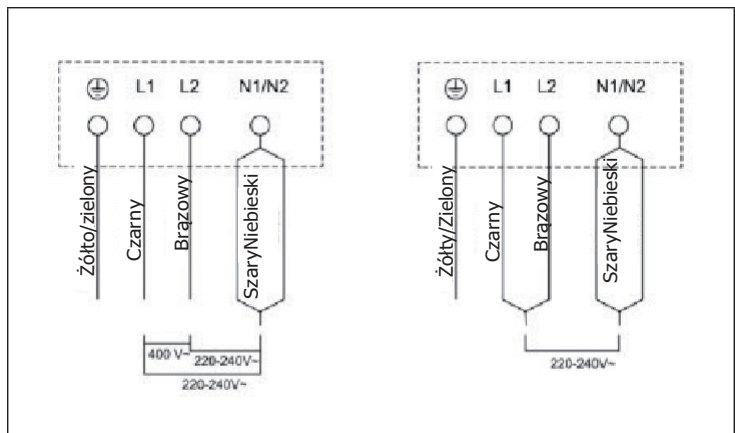 L1 L2 N1/N2
Żółto/zielony
Czarny
Brązowy
SzaryNiebieski
400 V~
220-240V~
220-240V~
L1 L2 N1/N2
Żółty/Zielony
Czarny
Brązowy
SzaryNiebieski
220-240V~